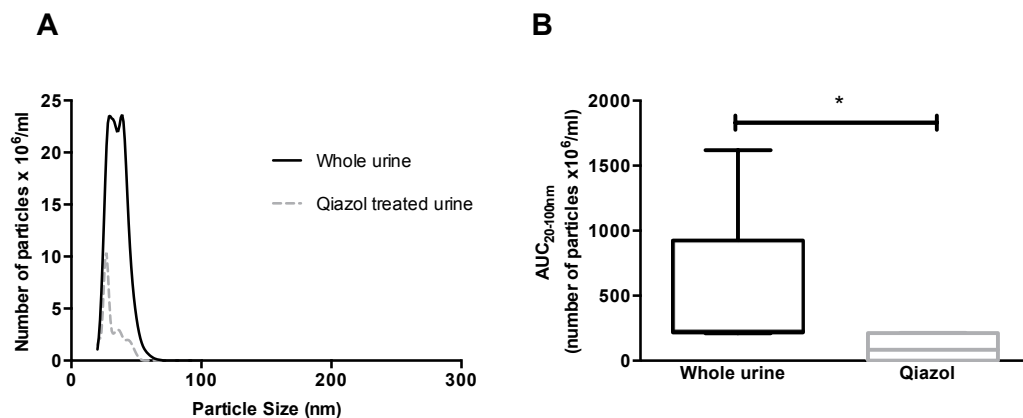 A
Number of particles x 10⁶/ml
25
20
15
10
5
0
0
100
200
300
Particle Size (nm)
Whole urine
Qiazol treated urine
B
AUC₂₀₋₁₀₀nm
(number of particles x10⁶/ml)
2000
1500
1000
500
0
*
Whole urine
Qiazol